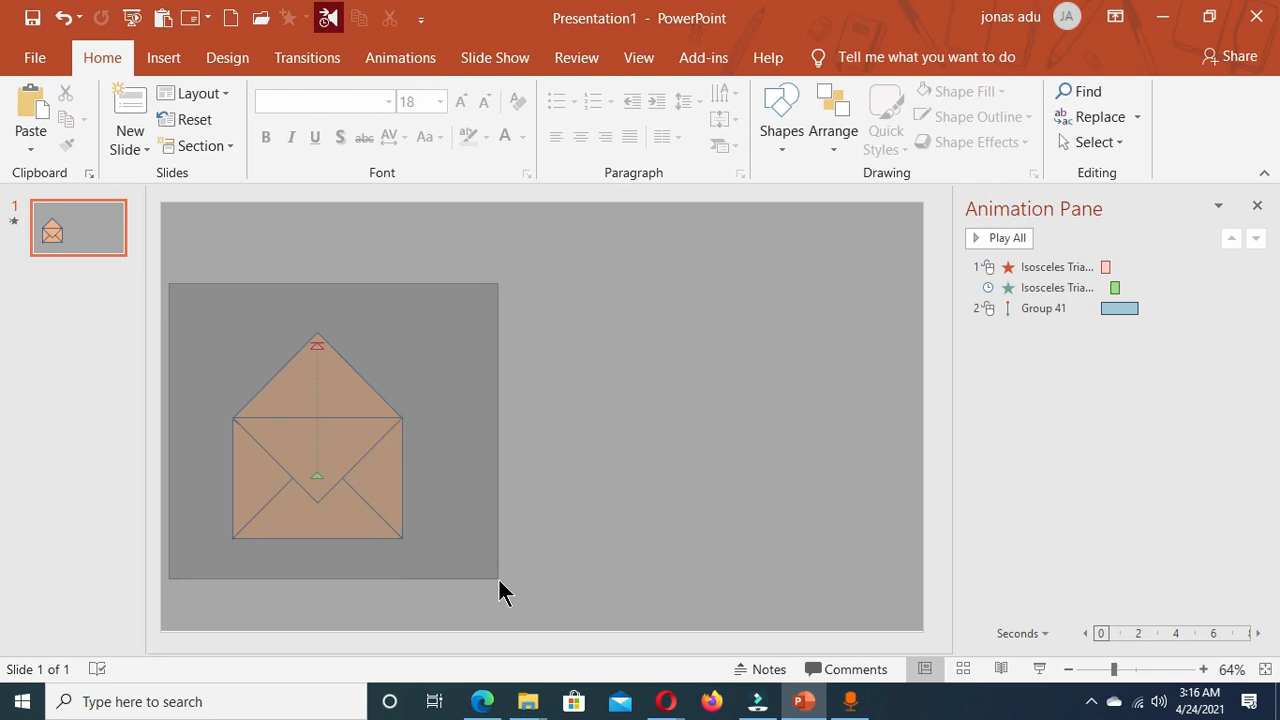 Presentation1 - PowerPoint
jonas adu
JA
File
Home
Insert
Design
Transitions
Animations
Slide Show
Review
View
Add-ins
Help
Tell me what you want to do
Share
Paste
New
Slide
Layout
Reset
Section
18
B I U S abc AV Aa A
Shapes
Arrange
Quick
Styles
Shape Fill
Shape Outline
Shape Effects
Find
Replace
Select
Clipboard
Slides
Font
Paragraph
Drawing
Editing
1
Animation Pane
Play All
1 Isosceles Tria...
Isosceles Tria...
2 Group 41
Seconds
0 2 4 6
Slide 1 of 1
Notes
Comments
64%
Type here to search
3:16 AM
4/24/2021